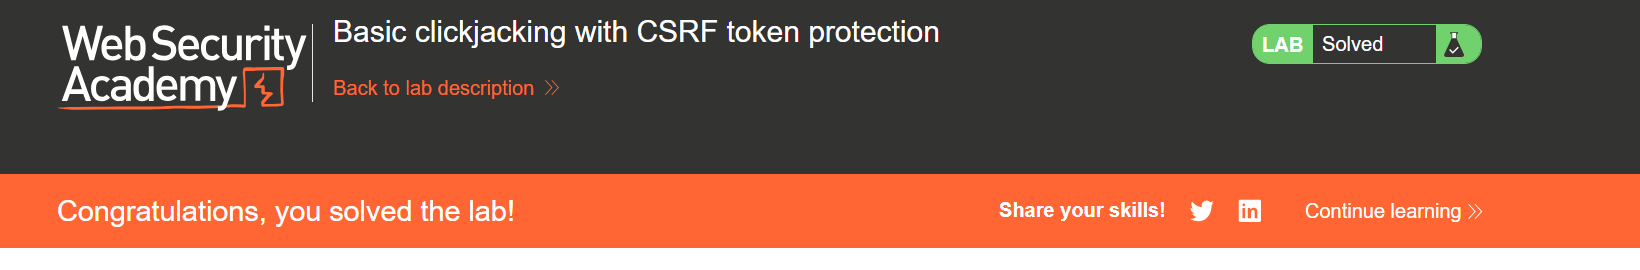 Web Security
Academy
Basic clickjacking with CSRF token protection
Back to lab description
LAB Solved
Congratulations, you solved the lab!
Share your skills!
Continue learning